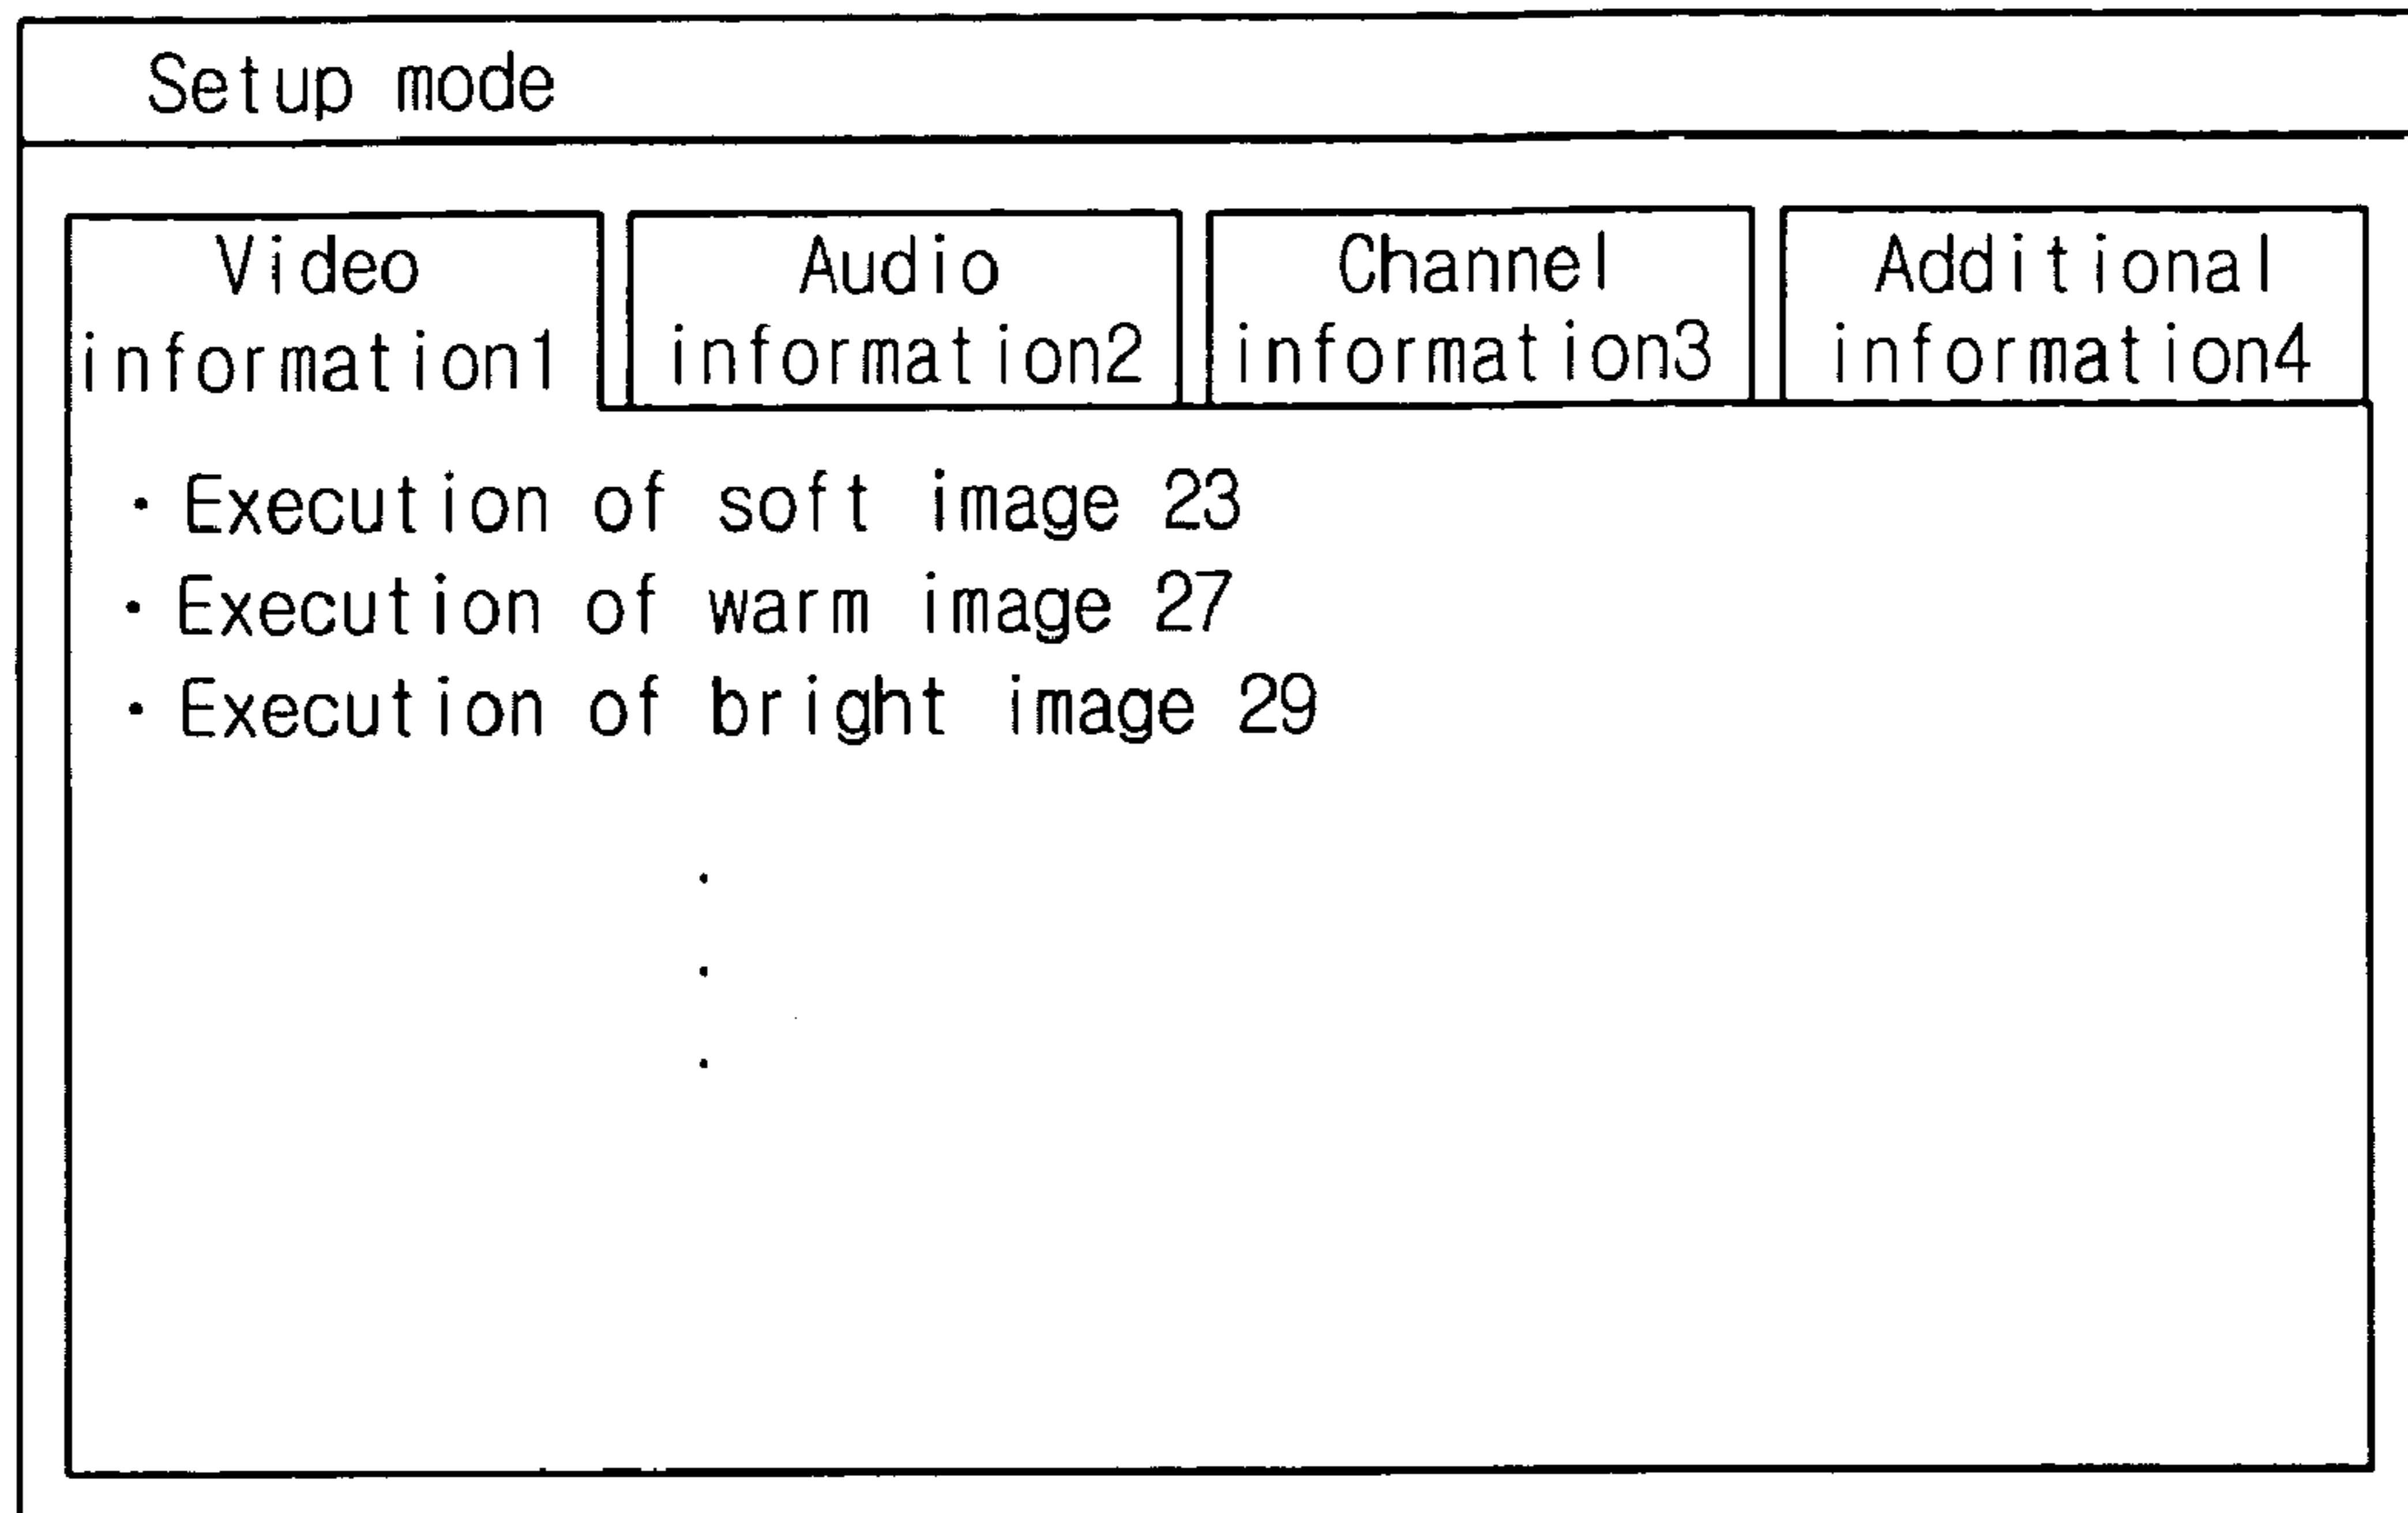 Setup mode
Video information1
Audio information2
Channel information3
Additional information4
· Execution of soft image 23
· Execution of warm image 27
· Execution of bright image 29